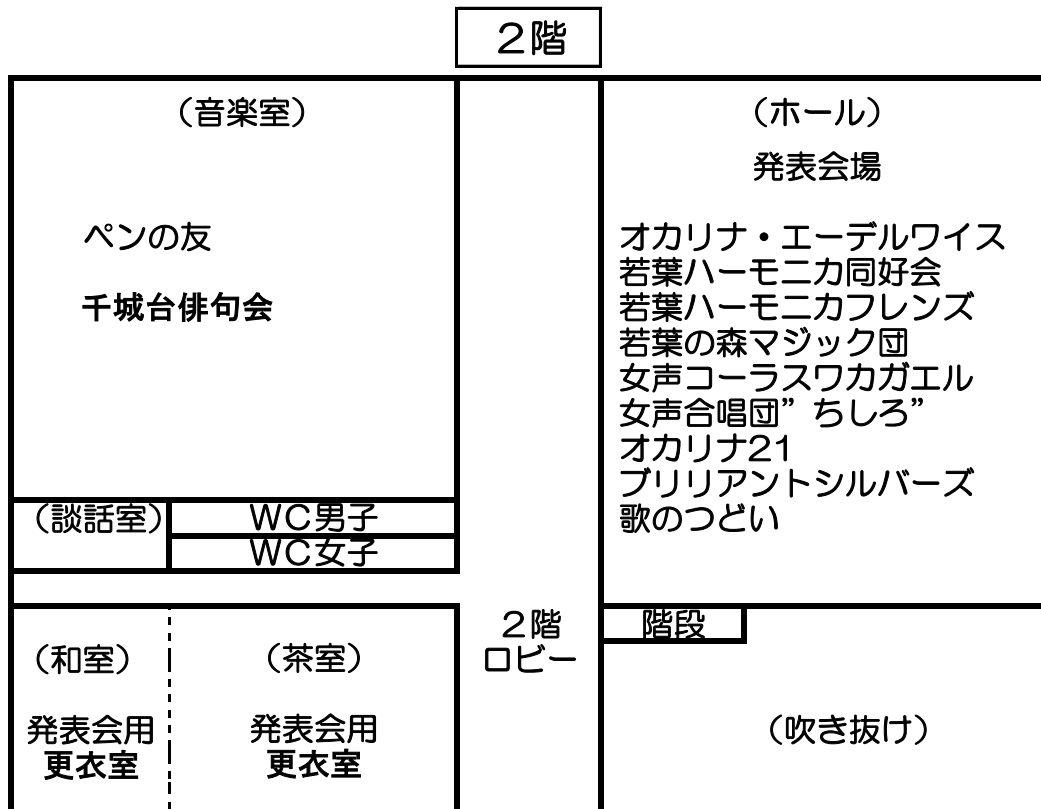 ２階
（音楽室）
ペンの友
千城台俳句会
（ホール）
発表会場
オカリナ・エーデルワイス
若葉ハーモニカ同好会
若葉ハーモニカフレンズ
若葉の森マジック団
女声コーラスワカガエル
女声合唱団”ちしろ”
オカリナ21
ブリリアントシルバーズ
歌のつどい
（談話室）
ＷＣ男子
ＷＣ女子
２階
ロビー
階段
（和室）
発表会用
更衣室
（茶室）
発表会用
更衣室
（吹き抜け）